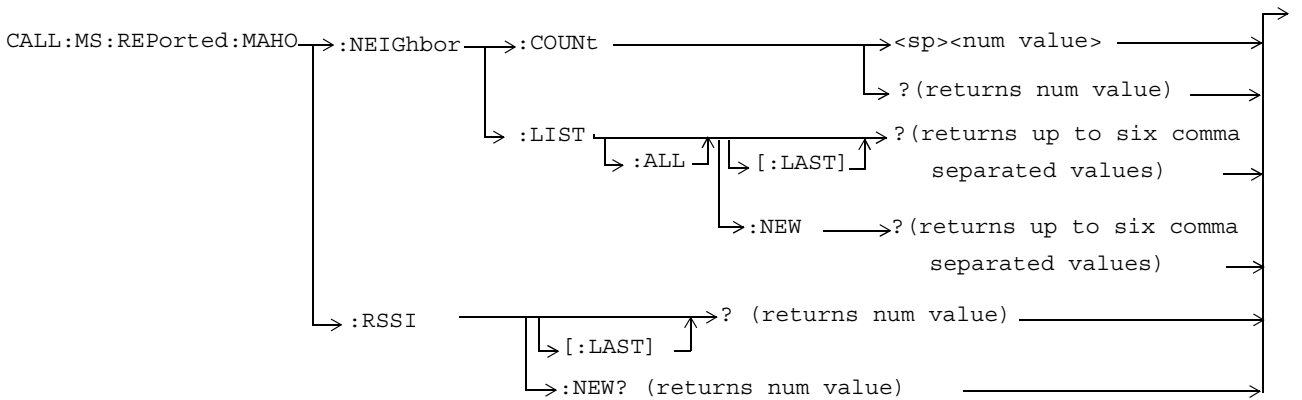 CALL:MS:REPorted:MAHO :NEIGhbor :COUNt <sp><num value>
?(returns num value)
:LIST ?(returns up to six comma
:ALL [:LAST] separated values)
:NEW ?(returns up to six comma
separated values)
:RSSI ? (returns num value)
[:LAST]
:NEW? (returns num value)